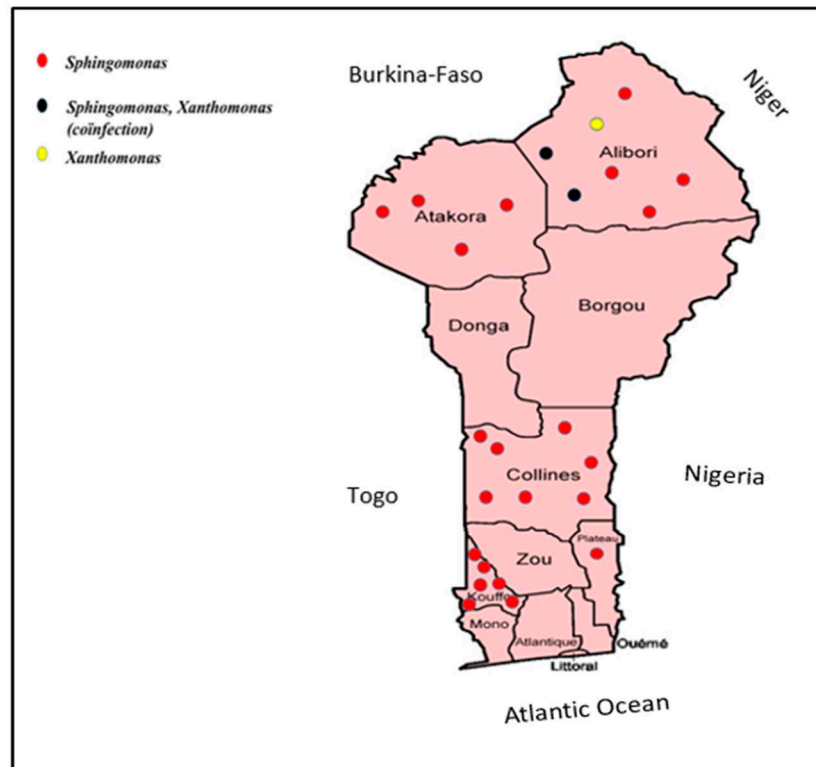 Sphingomonas
Sphingomonas, Xanthomonas
(coïnfection)
Xanthomonas
Burkina-Faso
Niger
Alibori
Atakora
Borgou
Donga
Collines
Nigeria
Togo
Plateau
Zou
Kouffo
Mono
Atlantique
Ouémé
Littoral
Atlantic Ocean